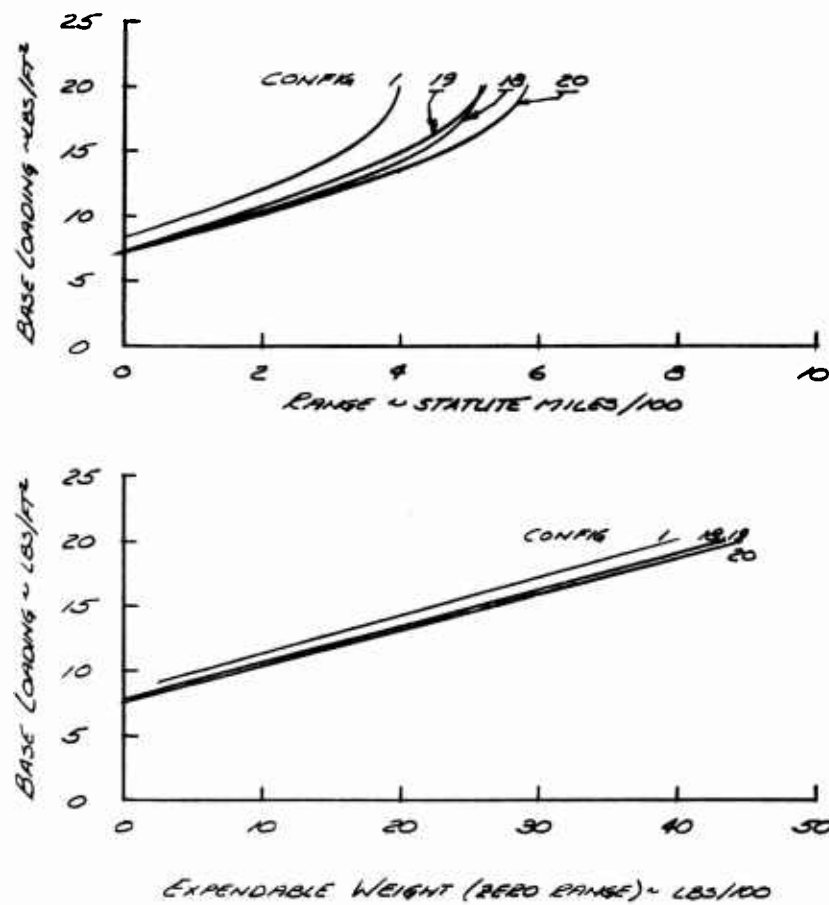 25
CONFIG 1 19 18 20
20
15
10
5
0
BASE LOADING ~ LBS/FT²
0 2 4 6 8 10
RANGE ~ STATUTE MILES/100
25
CONFIG 1 19 18
20
20
15
10
5
0
BASE LOADING ~ LBS/FT²
0 10 20 30 40 50
EXPENDABLE WEIGHT (ZERO RANGE) ~ LBS/100